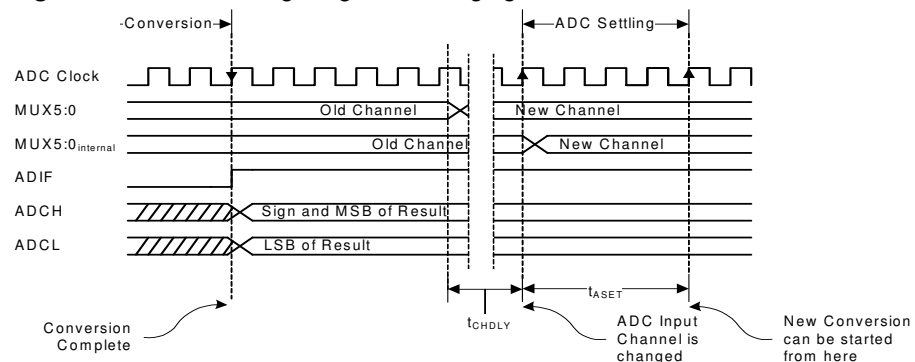 -Conversion
ADC Settling
ADC Clock
MUX5:0 Old Channel New Channel
MUX5:0internal Old Channel New Channel
ADIF
ADCH Sign and MSB of Result
ADCL LSB of Result
tCHDLY
tASET
Conversion
Complete
ADC Input
Channel is
changed
New Conversion
can be started
from here